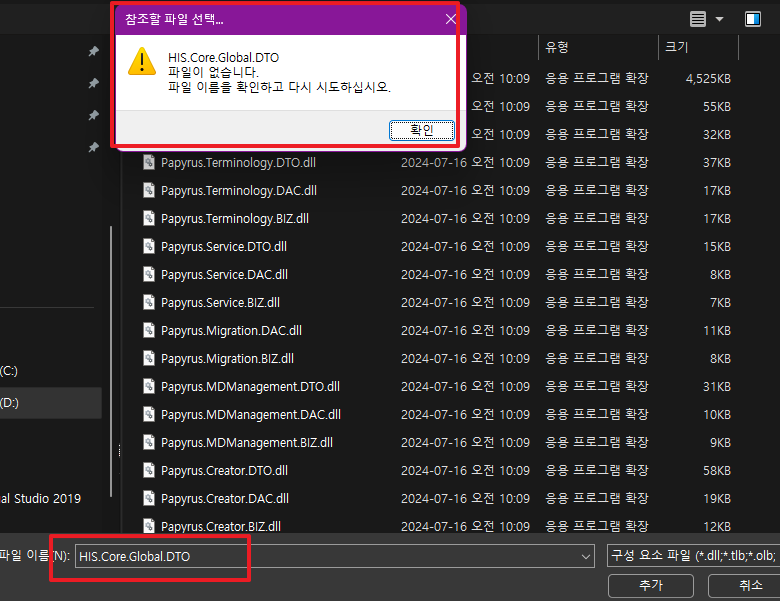 참조할 파일 선택...
HIS.Core.Global.DTO
파일이 없습니다.
파일 이름을 확인하고 다시 시도하십시오.
확인
유형 크기
오전 10:09 응용 프로그램 확장 4,525KB
오전 10:09 응용 프로그램 확장 55KB
오전 10:09 응용 프로그램 확장 32KB
Papyrus.Terminology.DTO.dll 2024-07-16 오전 10:09 응용 프로그램 확장 37KB
Papyrus.Terminology.DAC.dll 2024-07-16 오전 10:09 응용 프로그램 확장 17KB
Papyrus.Terminology.BIZ.dll 2024-07-16 오전 10:09 응용 프로그램 확장 17KB
Papyrus.Service.DTO.dll 2024-07-16 오전 10:09 응용 프로그램 확장 15KB
Papyrus.Service.DAC.dll 2024-07-16 오전 10:09 응용 프로그램 확장 8KB
Papyrus.Service.BIZ.dll 2024-07-16 오전 10:09 응용 프로그램 확장 7KB
Papyrus.Migration.DAC.dll 2024-07-16 오전 10:09 응용 프로그램 확장 11KB
Papyrus.Migration.BIZ.dll 2024-07-16 오전 10:09 응용 프로그램 확장 8KB
Papyrus.MDManagement.DTO.dll 2024-07-16 오전 10:09 응용 프로그램 확장 31KB
Papyrus.MDManagement.DAC.dll 2024-07-16 오전 10:09 응용 프로그램 확장 10KB
Papyrus.MDManagement.BIZ.dll 2024-07-16 오전 10:09 응용 프로그램 확장 9KB
Papyrus.Creator.DTO.dll 2024-07-16 오전 10:09 응용 프로그램 확장 58KB
Papyrus.Creator.DAC.dll 2024-07-16 오전 10:09 응용 프로그램 확장 19KB
Papyrus.Creator.BIZ.dll 2024-07-16 오전 10:09 응용 프로그램 확장 12KB
(C:)
(D:)
al Studio 2019
파일 이름(N): HIS.Core.Global.DTO 구성 요소 파일 (*.dll;*.tlb;*.olb;
추가 취소